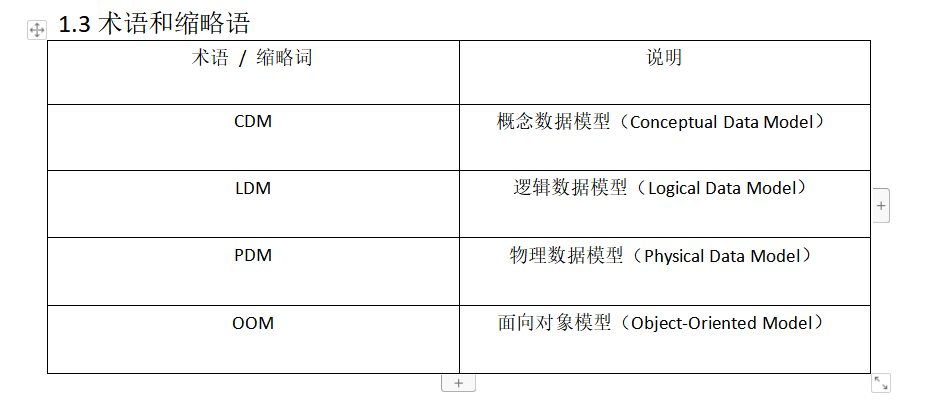 1.3 术语和缩略语
术语 / 缩略词
说明
CDM
概念数据模型（Conceptual Data Model）
LDM
逻辑数据模型（Logical Data Model）
PDM
物理数据模型（Physical Data Model）
OOM
面向对象模型（Object-Oriented Model）